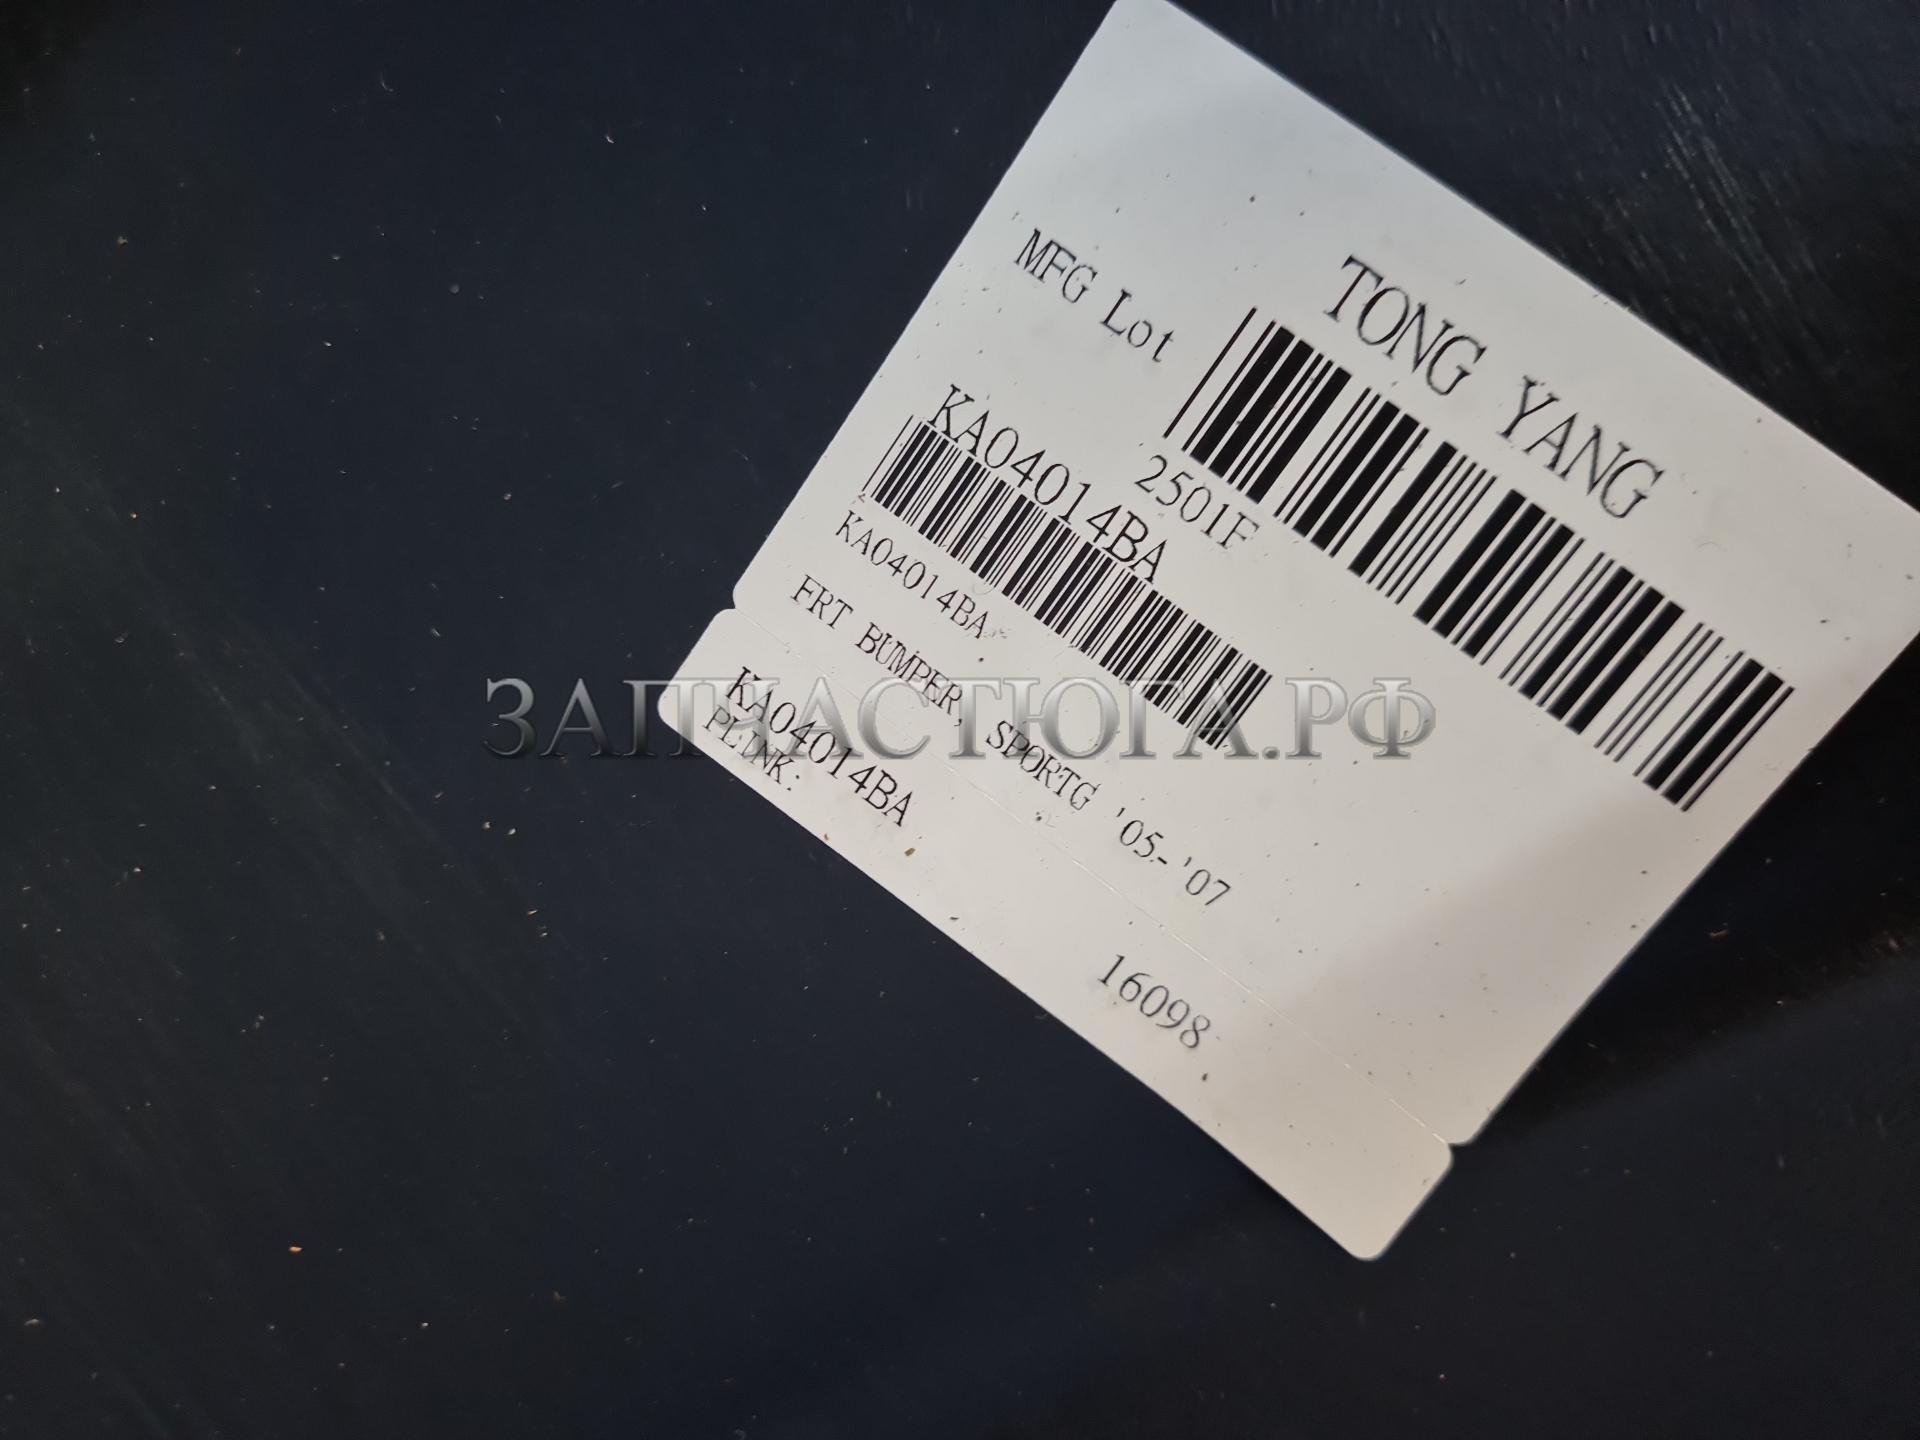 TONG YANG
MFG Lot
2501F
KA04014BA
KA04014BA
FRT BUMPER, SPORTG '05-'07
KA04014BA
PLINK:
16098
ЗАПЧАСТЮГА.РФ